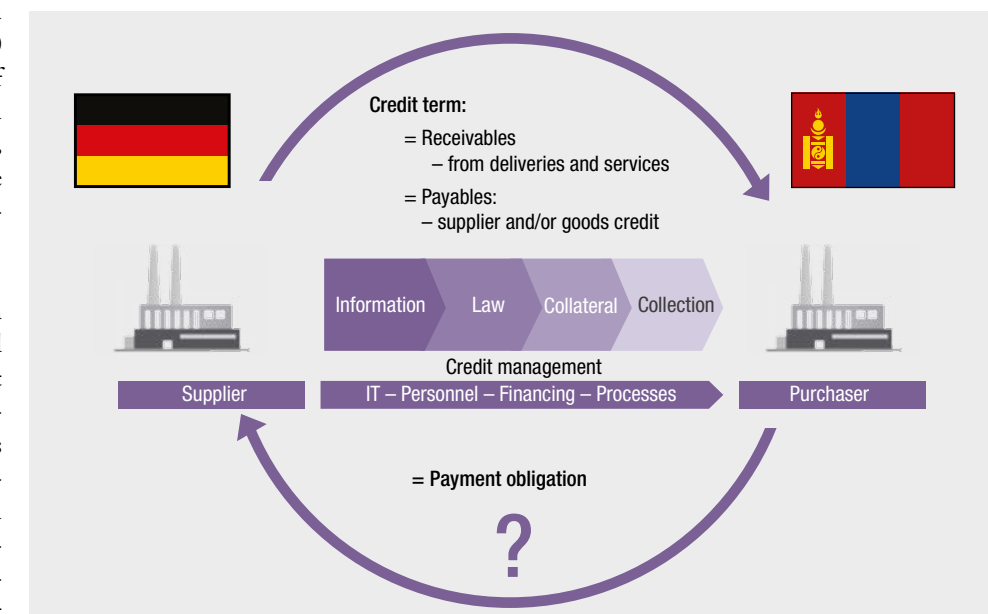 Credit term:
= Receivables
– from deliveries and services
= Payables:
– supplier and/or goods credit
Information
Law
Collateral
Collection
Credit management
Supplier
IT – Personnel – Financing – Processes
Purchaser
= Payment obligation
?